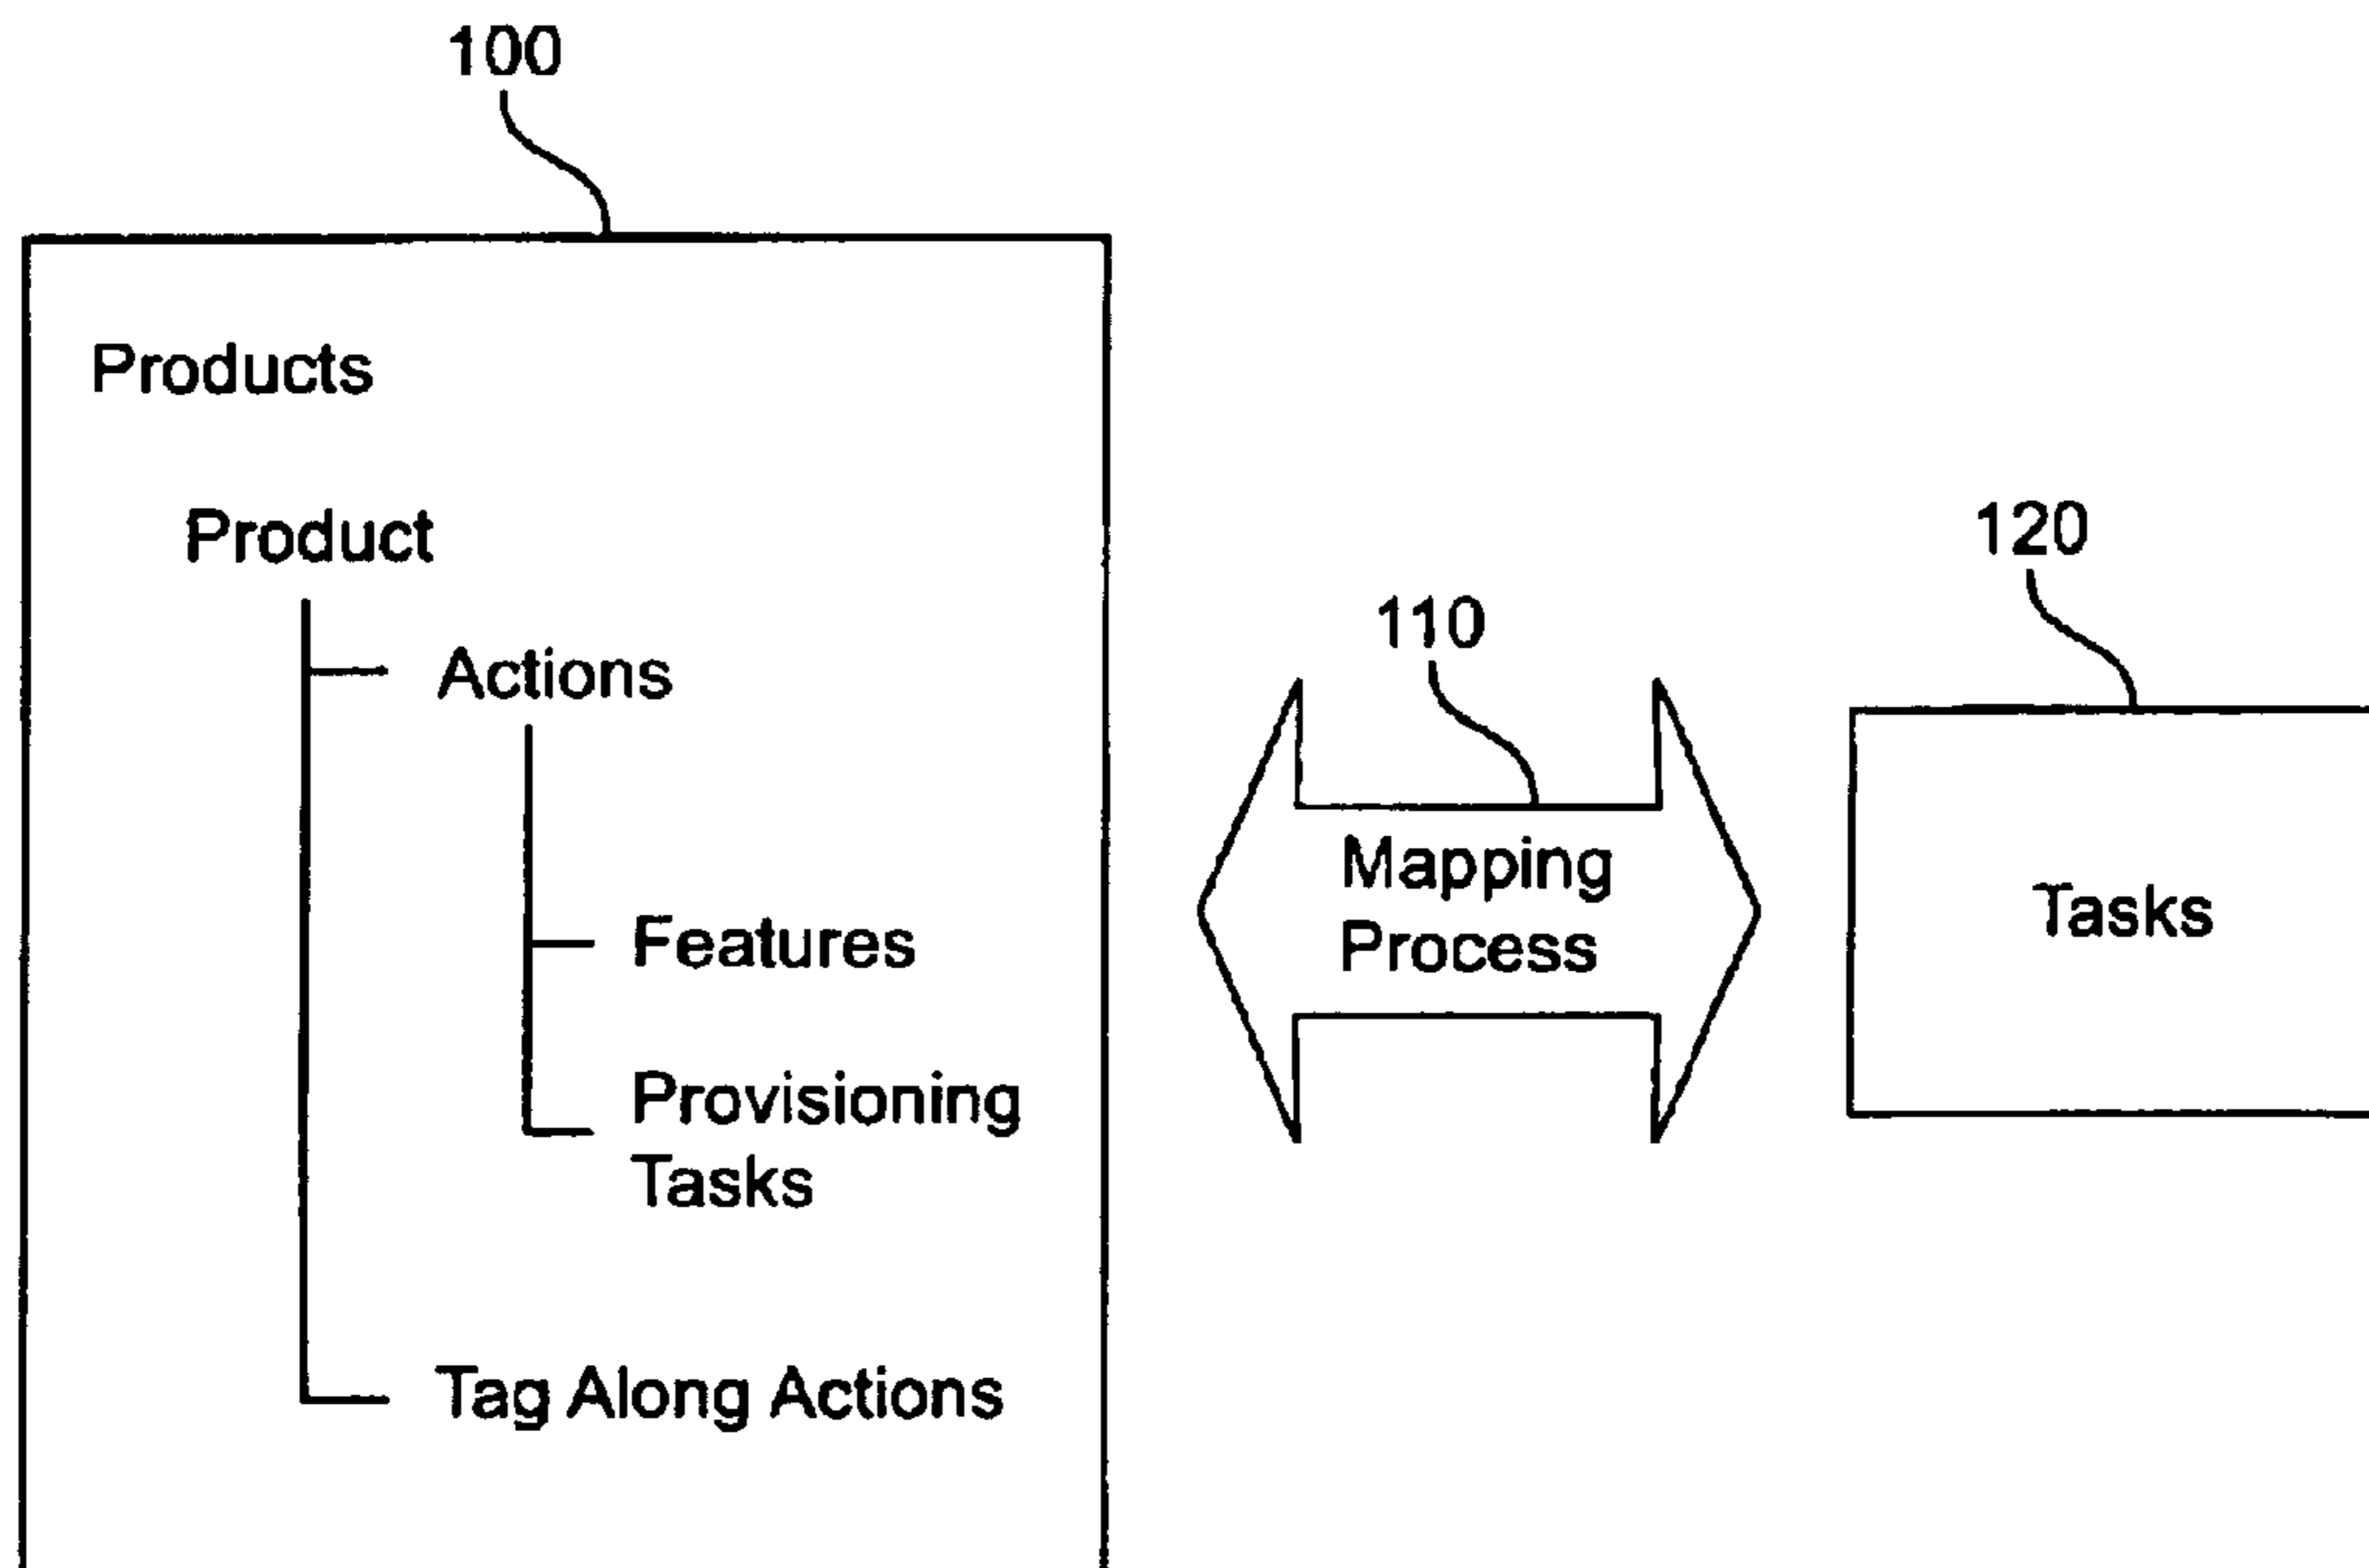 100
Products
Product
Actions
Features
Provisioning
Tasks
Tag Along Actions
110
Mapping
Process
120
Tasks